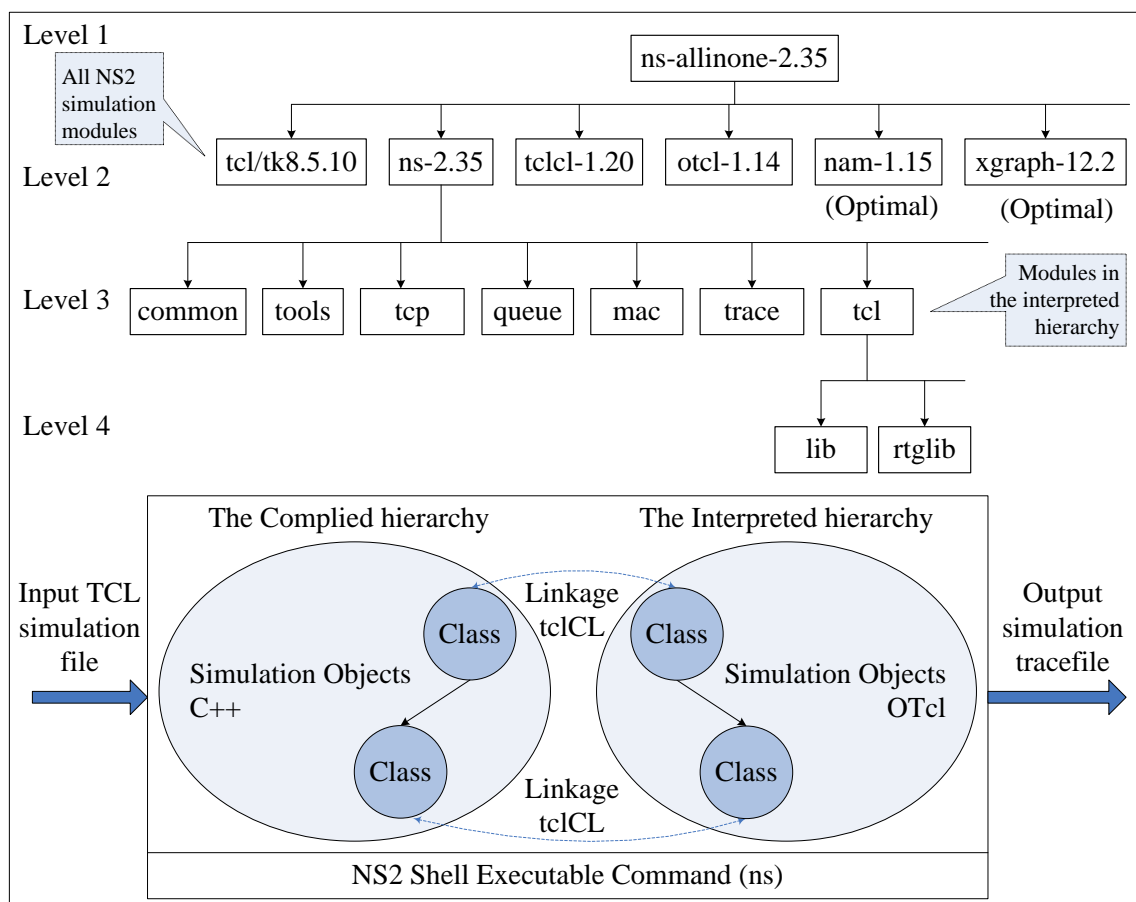 Level 1
ns-allinone-2.35
All NS2
simulation
modules
tcl/tk8.5.10
ns-2.35
tclcl-1.20
otcl-1.14
nam-1.15
xgraph-12.2
Level 2
(Optimal)
(Optimal)
Level 3
common
tools
tcp
queue
mac
trace
tcl
Modules in
the interpreted
hierarchy
Level 4
lib
rtglib
The Complied hierarchy
The Interpreted hierarchy
Input TCL
simulation
file
Class
Linkage
tclCL
Class
Simulation Objects
C++
Simulation Objects
OTcl
Class
Linkage
tclCL
Class
Output
simulation
tracefile
NS2 Shell Executable Command (ns)